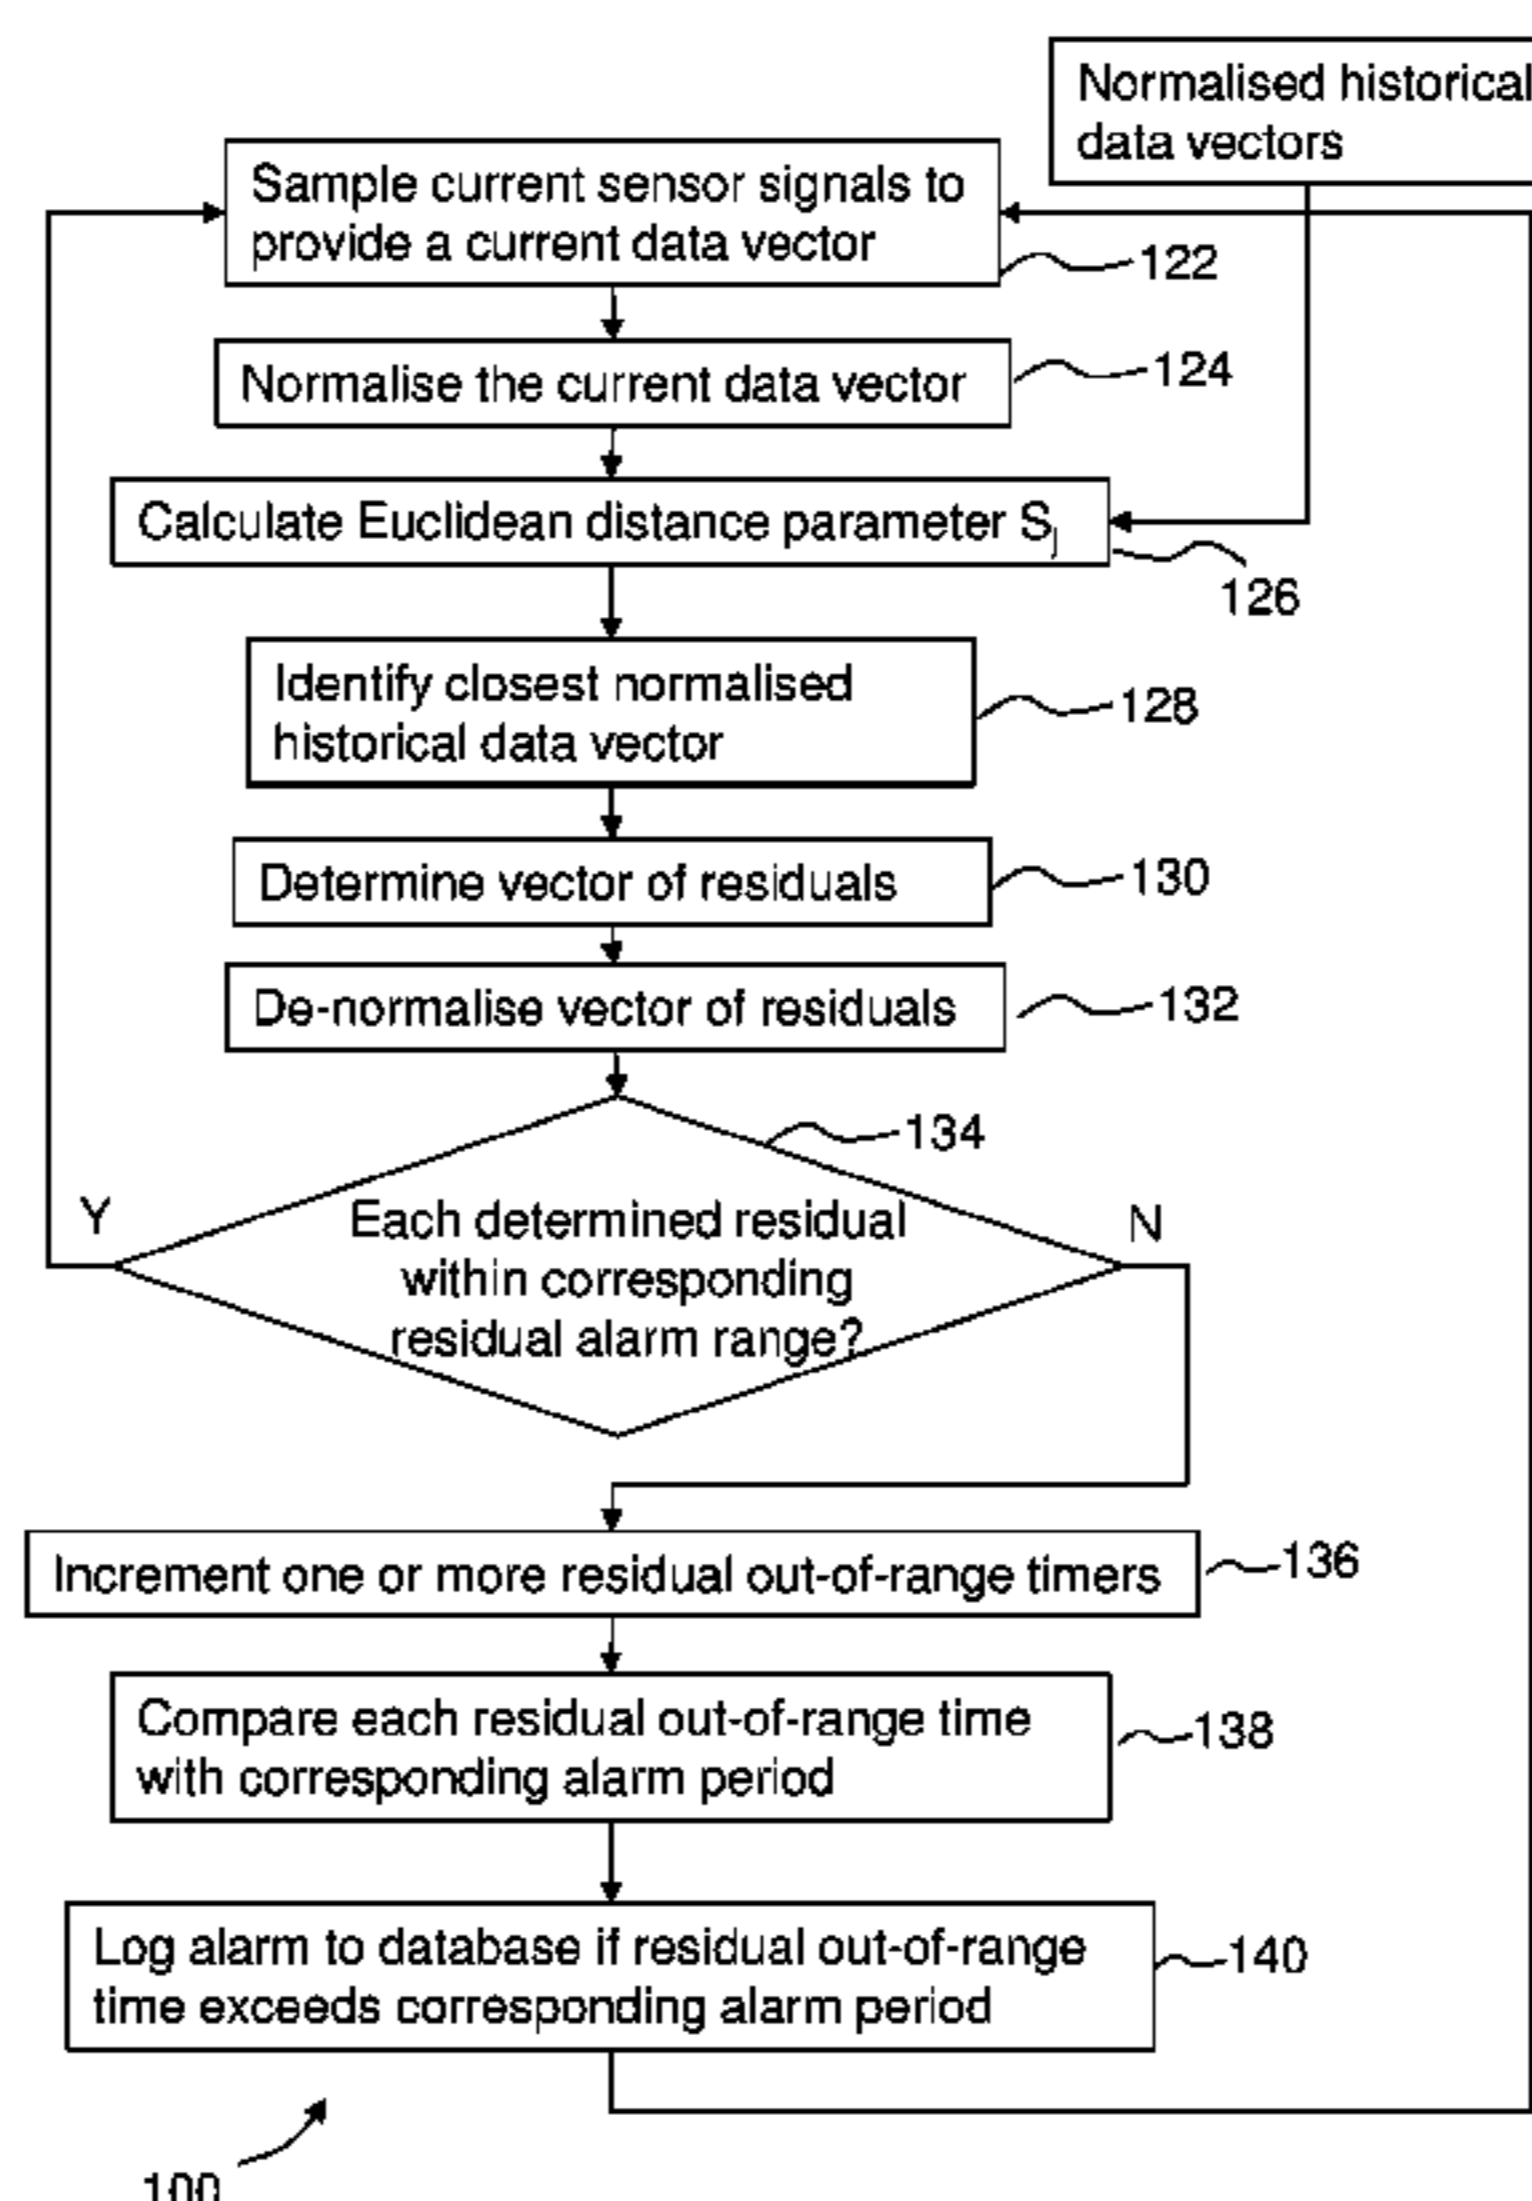 Normalised historical
data vectors
Sample current sensor signals to
provide a current data vector
122
Normalise the current data vector
124
Calculate Euclidean distance parameter Sj
126
Identify closest normalised
historical data vector
128
Determine vector of residuals
130
De-normalise vector of residuals
132
134
Y
N
Each determined residual
within corresponding
residual alarm range?
Increment one or more residual out-of-range timers
136
Compare each residual out-of-range time
with corresponding alarm period
138
Log alarm to database if residual out-of-range
time exceeds corresponding alarm period
140
100